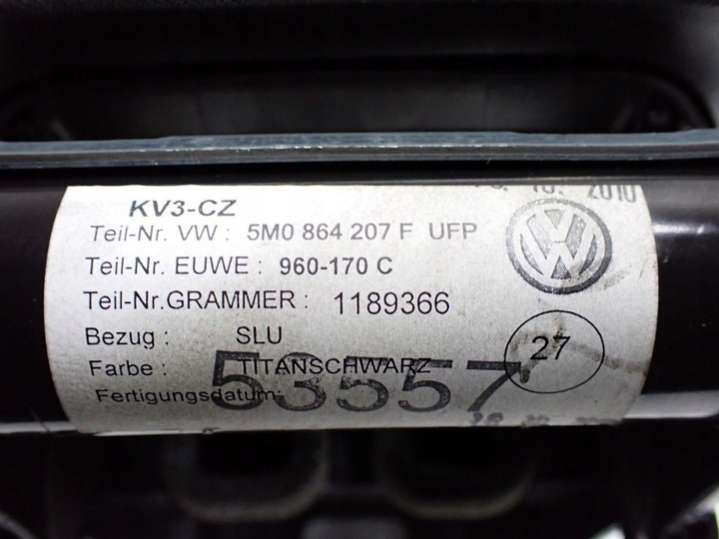 2010
KV3-CZ
Teil-Nr. VW : 5M0 864 207 F UFP
Teil-Nr. EUWE : 960-170 C
Teil-Nr.GRAMMER : 1189366
Bezug : SLU
27
Farbe : TITANSCHWARZ
53557
Fertigungsdatum: